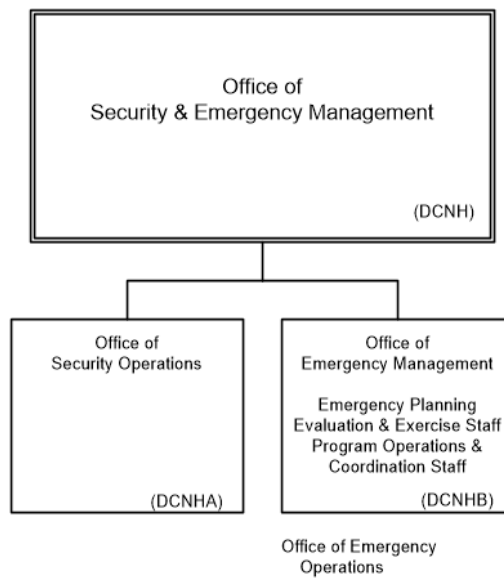 Office of
Security & Emergency Management
(DCNH)
Office of
Security Operations
(DCNHA)
Office of
Emergency Management
Emergency Planning
Evaluation & Exercise Staff
Program Operations &
Coordination Staff
(DCNHB)
Office of Emergency
Operations